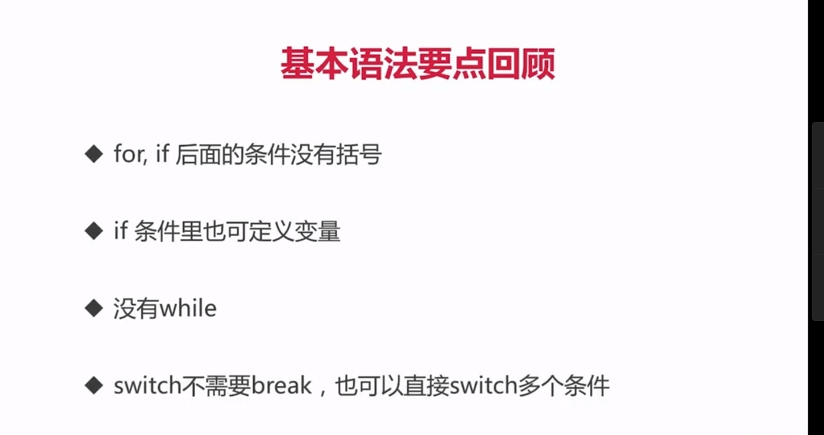 基本语法要点回顾
◆ for, if 后面的条件没有括号
◆ if 条件里也可定义变量
◆ 没有while
◆ switch不需要break，也可以直接switch多个条件